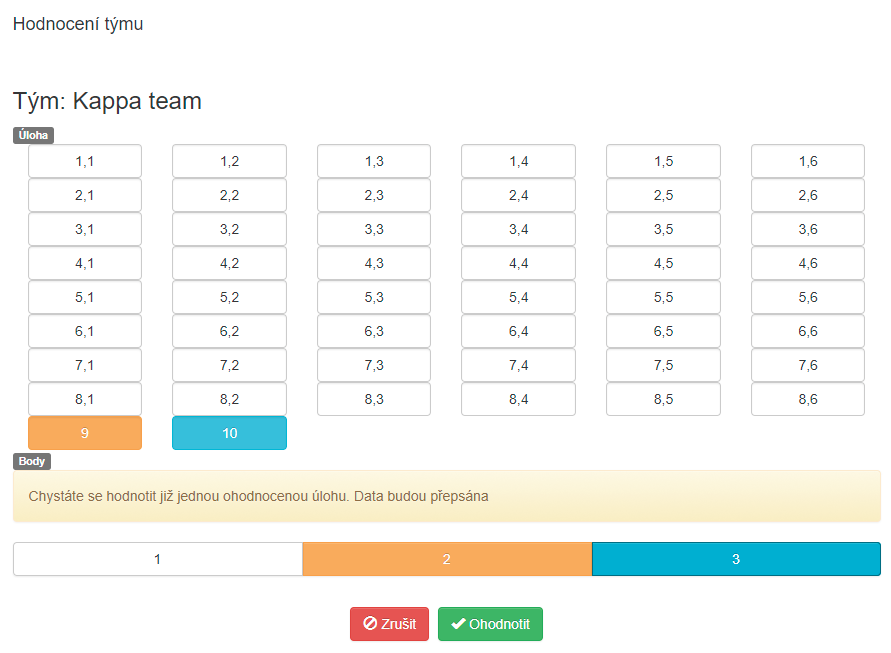 Hodnocení týmu
Tým: Kappa team
Úloha
1,1 1,2 1,3 1,4 1,5 1,6
2,1 2,2 2,3 2,4 2,5 2,6
3,1 3,2 3,3 3,4 3,5 3,6
4,1 4,2 4,3 4,4 4,5 4,6
5,1 5,2 5,3 5,4 5,5 5,6
6,1 6,2 6,3 6,4 6,5 6,6
7,1 7,2 7,3 7,4 7,5 7,6
8,1 8,2 8,3 8,4 8,5 8,6
9 10
Body
Chystáte se hodnotit již jednou ohodnocenou úlohu. Data budou přepsána
1 2 3
Zrušit Ohodnotit